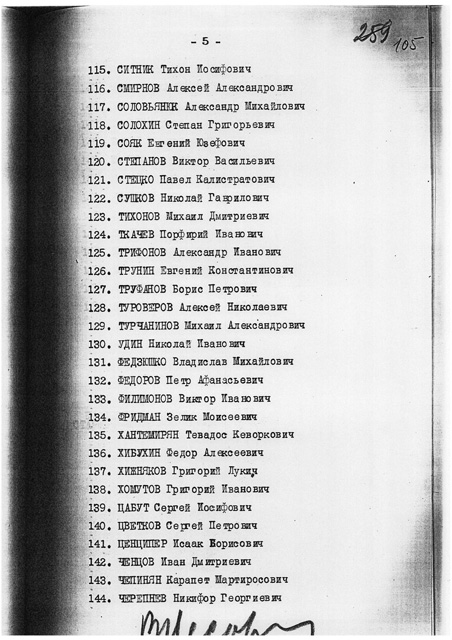 - 5 -
289
105
115. СИТНИК Тихон Иосифович
116. СМИРНОВ Алексей Александрович
117. СОЛОВЬЯНЕК Александр Михайлович
118. СОЛОХИН Степан Григорьевич
119. СОЯК Евгений Юзефович
120. СТЕПАНОВ Виктор Васильевич
121. СТЕЦКО Павел Калистратович
122. СУШКОВ Николай Гаврилович
123. ТИХОНОВ Михаил Дмитриевич
124. ТКАЧЕВ Порфирий Иванович
125. ТРИФОНОВ Александр Иванович
126. ТРУНИН Евгений Константинович
127. ТРУФАНОВ Борис Петрович
128. ТУРОВЕРОВ Алексей Николаевич
129. ТУРЧАНИНОВ Михаил Александрович
130. УДИН Николай Иванович
131. ФЕДЗЮШКО Владислав Михайлович
132. ФЕДОРОВ Петр Афанасьевич
133. ФИЛИМОНОВ Виктор Иванович
134. ФРИДМАН Зелик Моисеевич
135. ХАНТЕМИРЯН Тевадос Кеворкович
136. ХИБУХИН Федор Алексеевич
137. ХИЖНЯКОВ Григорий Лукич
138. ХОМУТОВ Григорий Иванович
139. ЦАБУТ Сергей Иосифович
140. ЦВЕТКОВ Сергей Петрович
141. ЦЕНЦИПЕР Исаак Борисович
142. ЧЕНЦОВ Иван Дмитриевич
143. ЧЕПИНЯН Карапет Мартиросович
144. ЧЕРЕПНЕВ Никифор Георгиевич